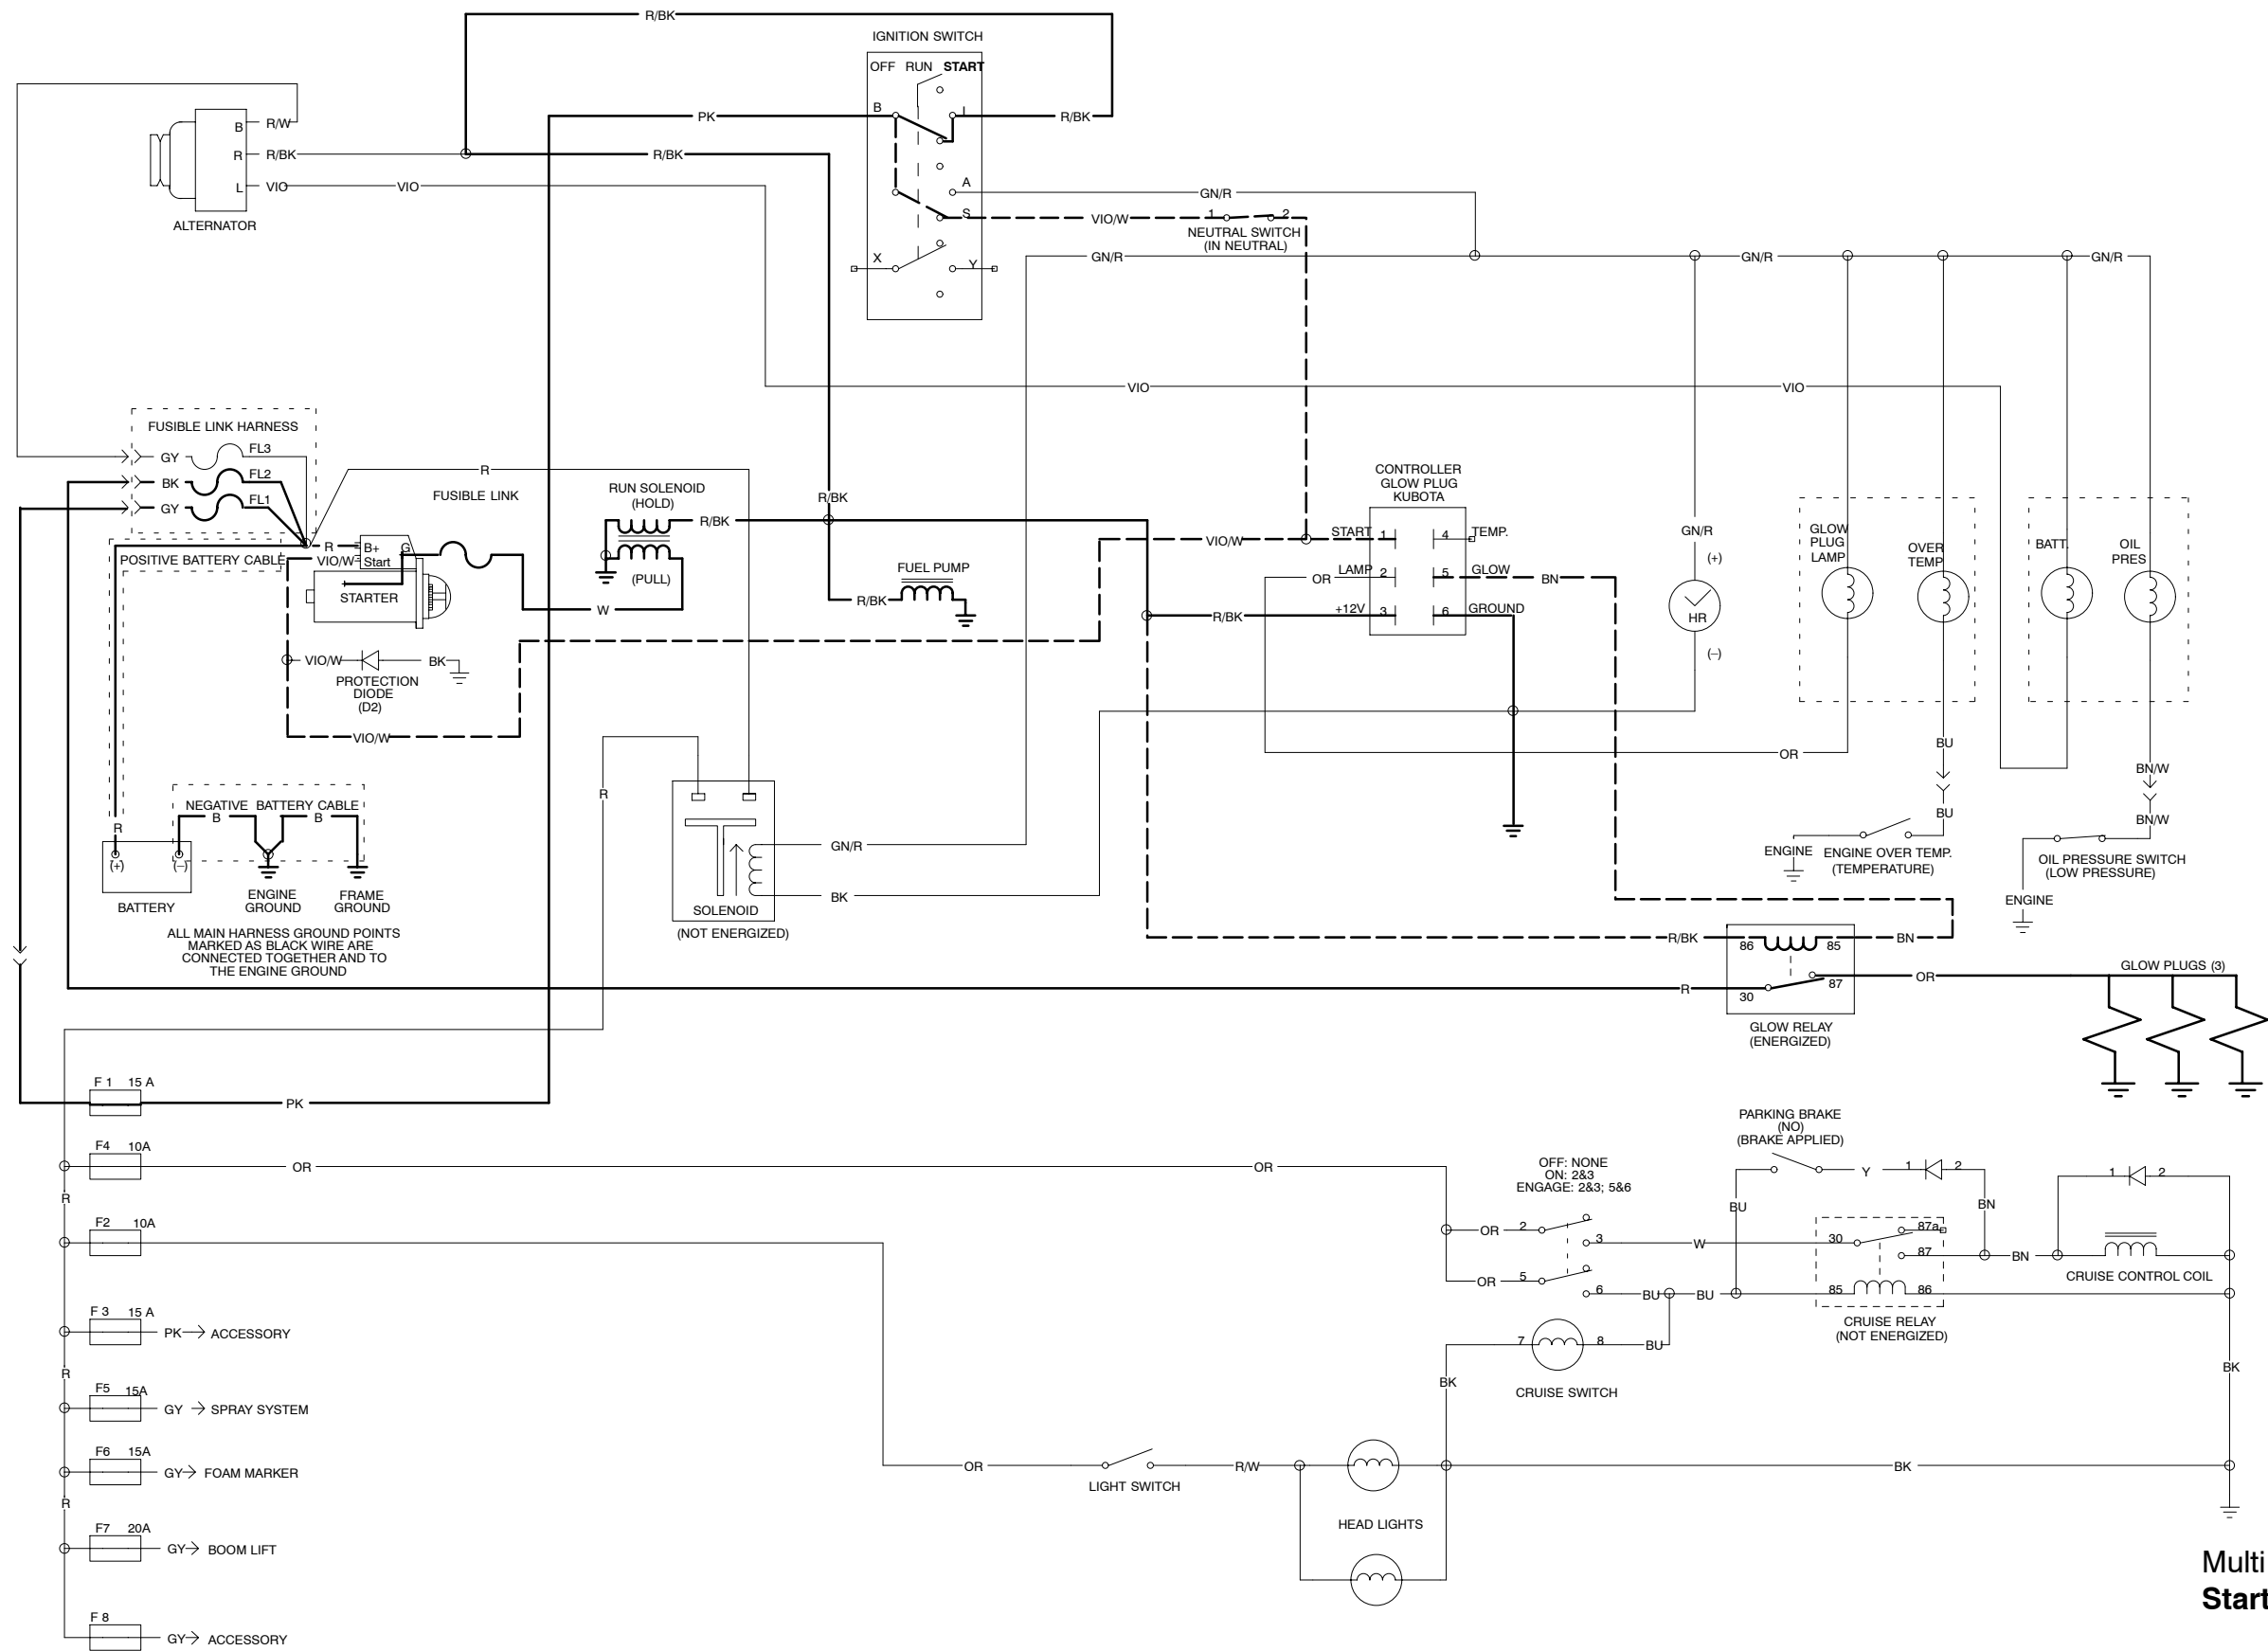 R/BK
IGNITION SWITCH
OFF RUN START
B
I
PK
R/BK
B
R/W
R
R/BK
R/BK
L
VIO
VIO
ALTERNATOR
A
GN/R
S
VIO/W
1
2
NEUTRAL SWITCH
(IN NEUTRAL)
X
Y
GN/R
GN/R
GN/R
VIO
VIO
FUSIBLE LINK HARNESS
GY
FL3
BK
FL2
GY
FL1
R
FUSIBLE LINK
RUN SOLENOID
(HOLD)
R/BK
R/BK
(PULL)
W
POSITIVE BATTERY CABLE
R
B+
G
VIO/W
Start
STARTER
FUEL PUMP
R/BK
VIO/W
BK
PROTECTION
DIODE
(D2)
VIO/W
CONTROLLER
GLOW PLUG
KUBOTA
VIO/W
START
1
4
TEMP.
OR
LAMP
2
5
GLOW
BN
R/BK
+12V
3
6
GROUND
GN/R
(+)
HR
(–)
GLOW
PLUG
LAMP
OVER
TEMP
BATT.
OIL
PRES
OR
BU
BU
BN/W
BN/W
ENGINE
ENGINE OVER TEMP.
(TEMPERATURE)
OIL PRESSURE SWITCH
(LOW PRESSURE)
ENGINE
R
NEGATIVE BATTERY CABLE
B
B
(+)
(–)
BATTERY
ENGINE
GROUND
FRAME
GROUND
ALL MAIN HARNESS GROUND POINTS
MARKED AS BLACK WIRE ARE
CONNECTED TOGETHER AND TO
THE ENGINE GROUND
R
GN/R
BK
SOLENOID
(NOT ENERGIZED)
R/BK
86
85
BN
R
30
87
OR
GLOW RELAY
(ENERGIZED)
GLOW PLUGS (3)
F 1 15 A
PK
F4 10A
OR
OR
R
F2 10A
F 3 15 A
PK
ACCESSORY
R
F5 15A
GY
SPRAY SYSTEM
F6 15A
GY
FOAM MARKER
R
F7 20A
GY
BOOM LIFT
F 8
GY
ACCESSORY
OFF: NONE
ON: 2&3
ENGAGE: 2&3; 5&6
OR
2
3
W
OR
5
6
BU
BU
7
8
BU
CRUISE SWITCH
BK
PARKING BRAKE
(NO)
(BRAKE APPLIED)
Y
1
2
BU
BN
30
87a
87
BN
85
86
CRUISE RELAY
(NOT ENERGIZED)
1
2
CRUISE CONTROL COIL
BK
OR
LIGHT SWITCH
R/W
HEAD LIGHTS
BK
Multi
Start